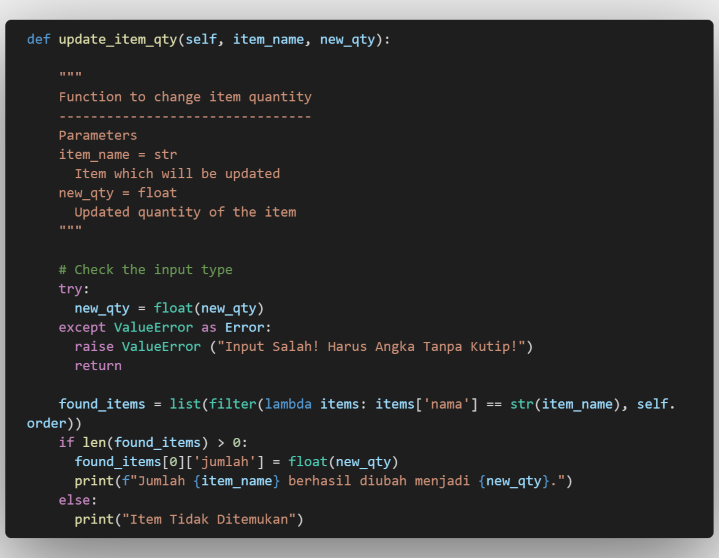 def update_item_qty(self, item_name, new_qty):
"""
Function to change item quantity
--------------------------------
Parameters
item_name = str
Item which will be updated
new_qty = float
Updated quantity of the item
"""
# Check the input type
try:
new_qty = float(new_qty)
except ValueError as Error:
raise ValueError ("Input Salah! Harus Angka Tanpa Kutip!")
return
found_items = list(filter(lambda items: items['nama'] == str(item_name), self.
order))
if len(found_items) > 0:
found_items[0]['jumlah'] = float(new_qty)
print(f"Jumlah {item_name} berhasil diubah menjadi {new_qty}.")
else:
print("Item Tidak Ditemukan")